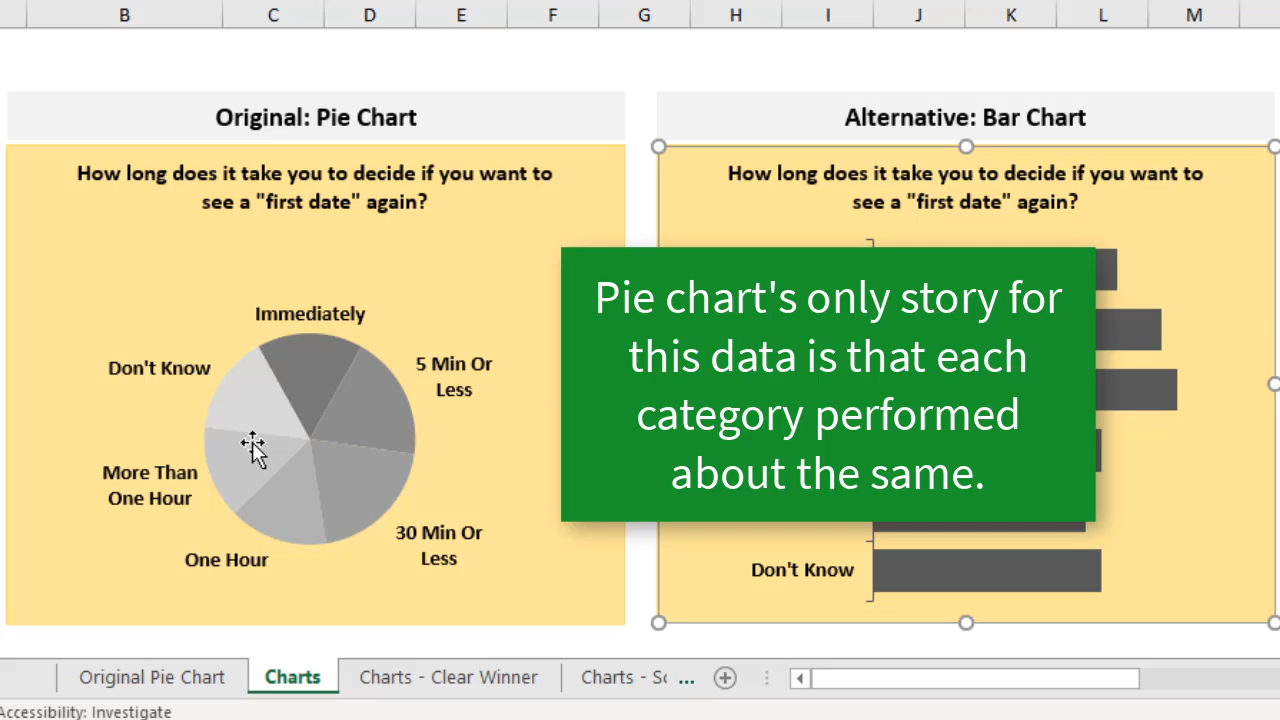 B C D E F G H I J K L M
Original: Pie Chart
Alternative: Bar Chart
How long does it take you to decide if you want to
see a "first date" again?
How long does it take you to decide if you want to
see a "first date" again?
Immediately
Don't Know
5 Min Or
Less
More Than
One Hour
30 Min Or
Less
One Hour
Pie chart's only story for
this data is that each
category performed
about the same.
Don't Know
Original Pie Chart Charts Charts - Clear Winner Charts - Sc ...
Accessibility: Investigate